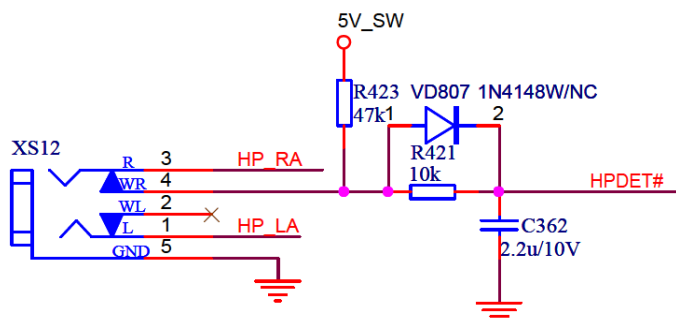 5V_SW
R423
47k
VD807 1N4148W/NC
1
2
R421
10k
HPDET#
C362
2.2u/10V
XS12
R
3
HP_RA
WR
4
WL
2
L
1
HP_LA
GND
5